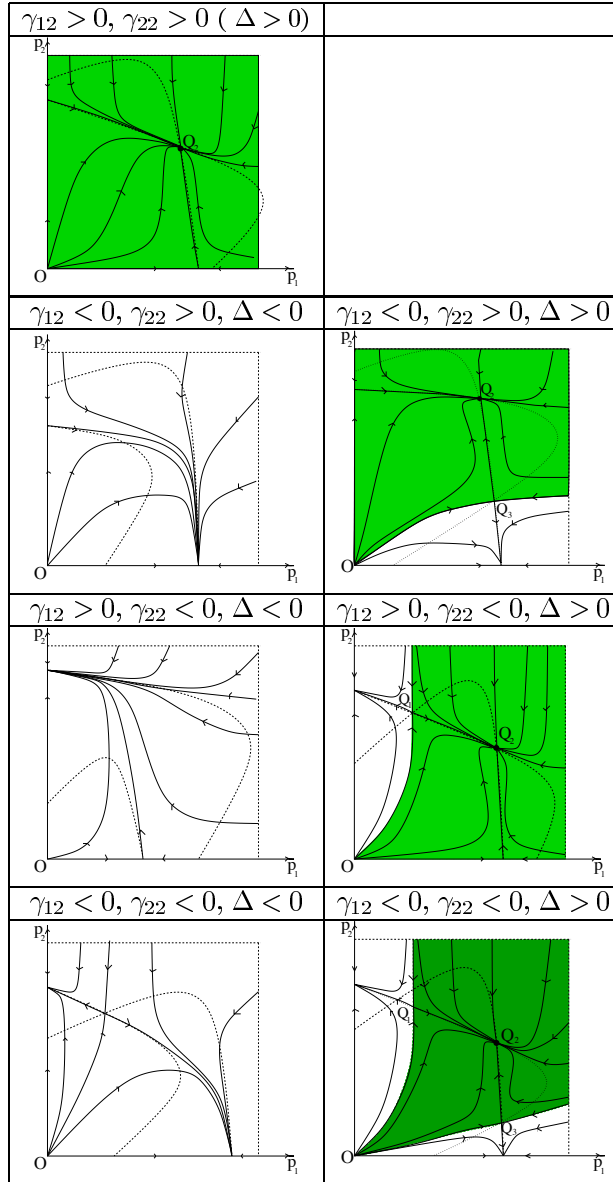 γ₁₂ > 0, γ₂₂ > 0 ( Δ > 0)
p₂
Q₂
O
p₁
γ₁₂ < 0, γ₂₂ > 0, Δ < 0
γ₁₂ < 0, γ₂₂ > 0, Δ > 0
p₂
O
p₁
p₂
Q₂
Q₃
O
p₁
γ₁₂ > 0, γ₂₂ < 0, Δ < 0
γ₁₂ > 0, γ₂₂ < 0, Δ > 0
p₂
O
p₁
p₂
Q₁
Q₂
O
p₁
γ₁₂ < 0, γ₂₂ < 0, Δ < 0
γ₁₂ < 0, γ₂₂ < 0, Δ > 0
p₂
O
p₁
p₂
Q₁
Q₂
Q₃
O
p₁